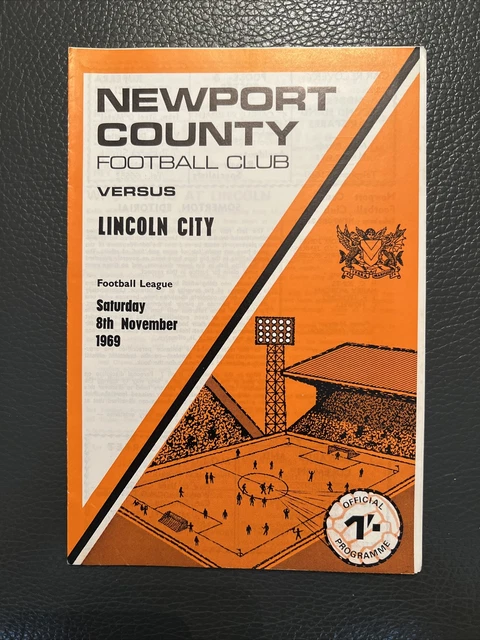 NEWPORT
COUNTY
FOOTBALL CLUB
VERSUS
LINCOLN CITY
Football League
Saturday
8th November
1969
OFFICIAL
1'-
PROGRAMME